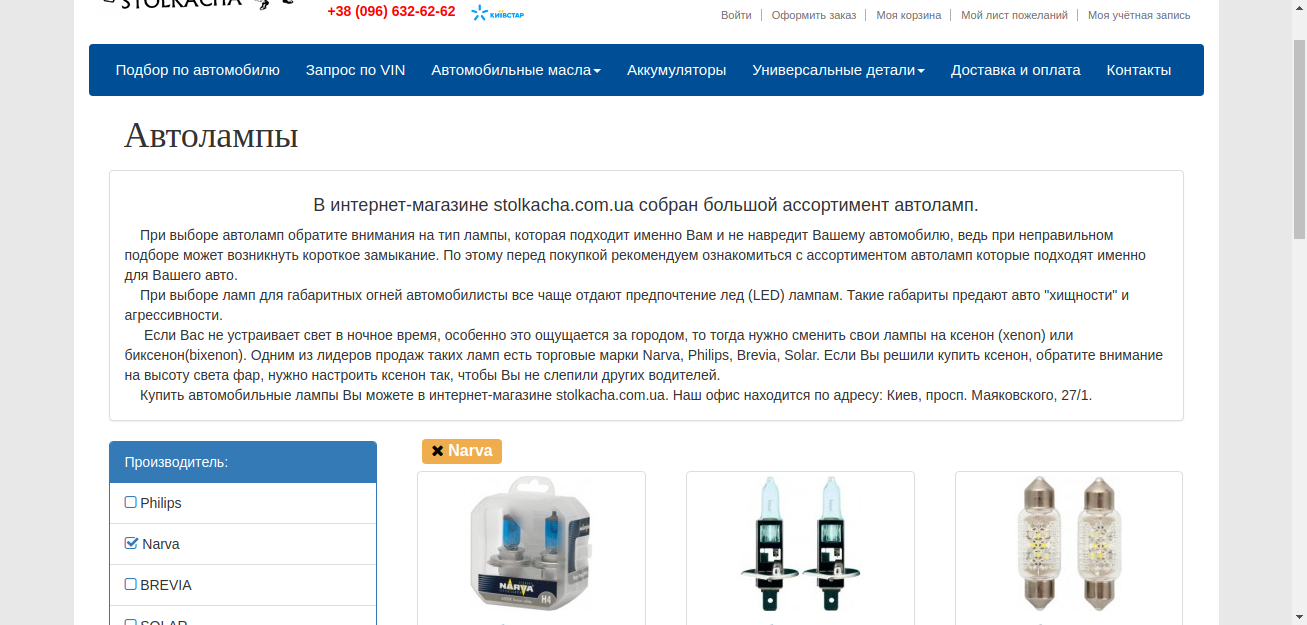 STOLKACHA
+38 (096) 632-62-62 КИЇВСТАР
Войти Оформить заказ Моя корзина Мой лист пожеланий Моя учётная запись
Подбор по автомобилю Запрос по VIN Автомобильные масла Аккумуляторы Универсальные детали Доставка и оплата Контакты
Автолампы
В интернет-магазине stolkacha.com.ua собран большой ассортимент автоламп.
При выборе автоламп обратите внимания на тип лампы, которая подходит именно Вам и не навредит Вашему автомобилю, ведь при неправильном
подборе может возникнуть короткое замыкание. По этому перед покупкой рекомендуем ознакомиться с ассортиментом автоламп которые подходят именно
для Вашего авто.
При выборе ламп для габаритных огней автомобилисты все чаще отдают предпочтение лед (LED) лампам. Такие габариты предают авто "хищности" и
агрессивности.
Если Вас не устраивает свет в ночное время, особенно это ощущается за городом, то тогда нужно сменить свои лампы на ксенон (xenon) или
биксенон(bixenon). Одним из лидеров продаж таких ламп есть торговые марки Narva, Philips, Brevia, Solar. Если Вы решили купить ксенон, обратите внимание
на высоту света фар, нужно настроить ксенон так, чтобы Вы не слепили других водителей.
Купить автомобильные лампы Вы можете в интернет-магазине stolkacha.com.ua. Наш офис находится по адресу: Киев, просп. Маяковского, 27/1.
Производитель:
Philips
Narva
BREVIA
SOLAR
Narva
NARVA
H4